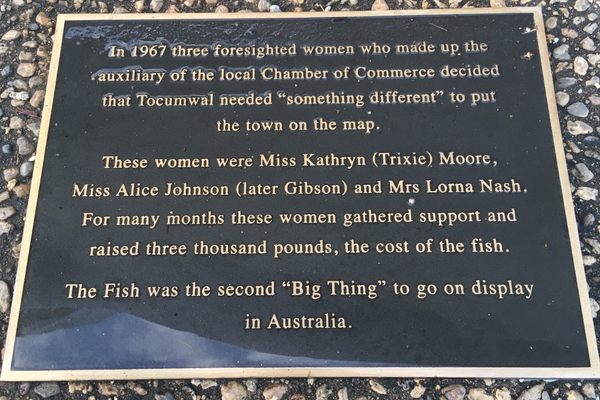 In 1967 three foresighted women who made up the
auxiliary of the local Chamber of Commerce decided
that Tocumwal needed “something different” to put
the town on the map.
These women were Miss Kathryn (Trixie) Moore,
Miss Alice Johnson (later Gibson) and Mrs Lorna Nash.
For many months these women gathered support and
raised three thousand pounds, the cost of the fish.
The Fish was the second “Big Thing” to go on display
in Australia.